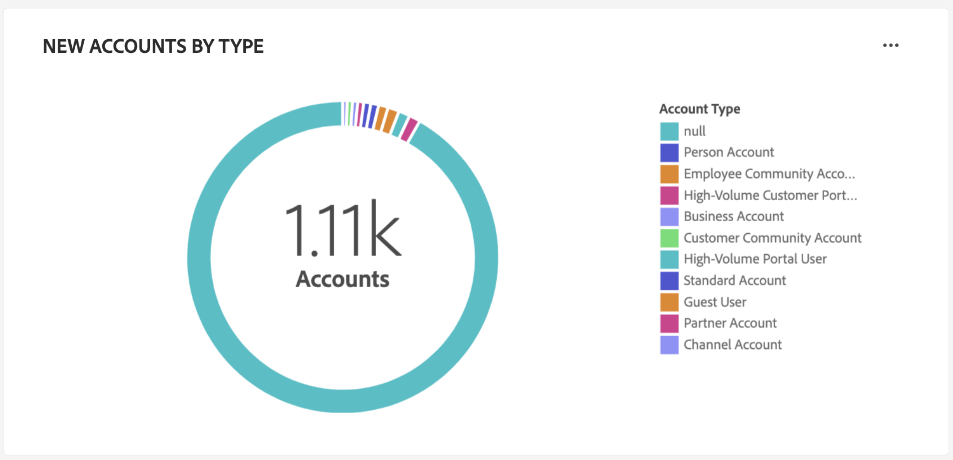 NEW ACCOUNTS BY TYPE
1.11k
Accounts
Account Type
null
Person Account
Employee Community Acco...
High-Volume Customer Port...
Business Account
Customer Community Account
High-Volume Portal User
Standard Account
Guest User
Partner Account
Channel Account